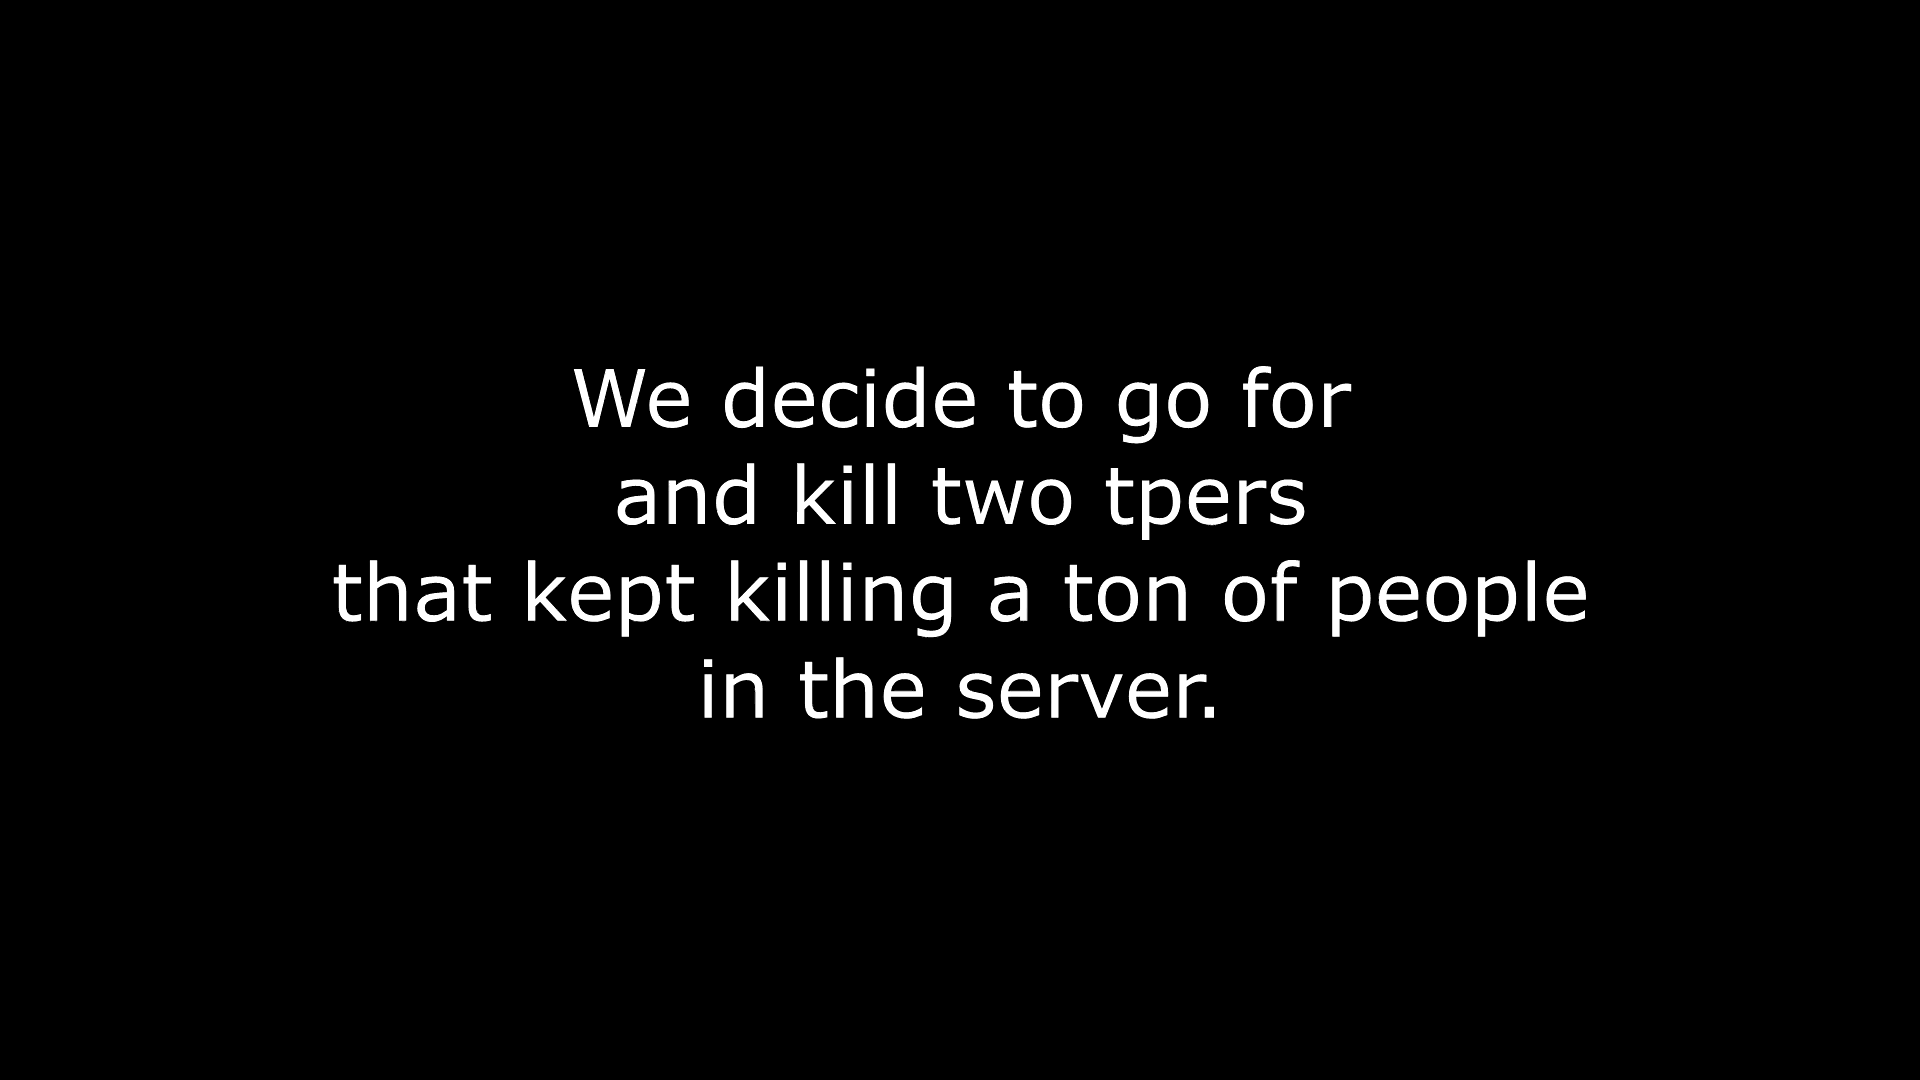 We decide to go for
and kill two tpers
that kept killing a ton of people
in the server.